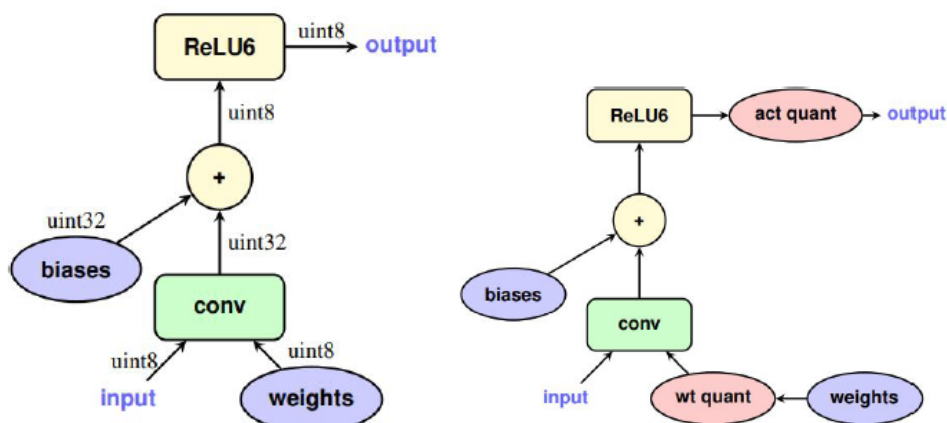 uint8
ReLU6
output
uint8
+
uint32
uint32
biases
conv
uint8
uint8
input
weights
ReLU6
act quant
output
+
biases
conv
input
wt quant
weights